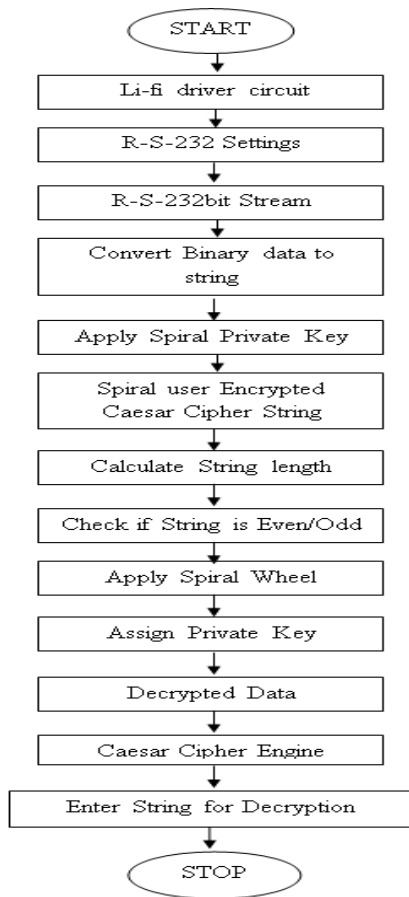 START
Li-fi driver circuit
R-S-232 Settings
R-S-232bit Stream
Convert Binary data to
string
Apply Spiral Private Key
Spiral user Encrypted
Caesar Cipher String
Calculate String length
Check if String is Even/Odd
Apply Spiral Wheel
Assign Private Key
Decrypted Data
Caesar Cipher Engine
Enter String for Decryption
STOP